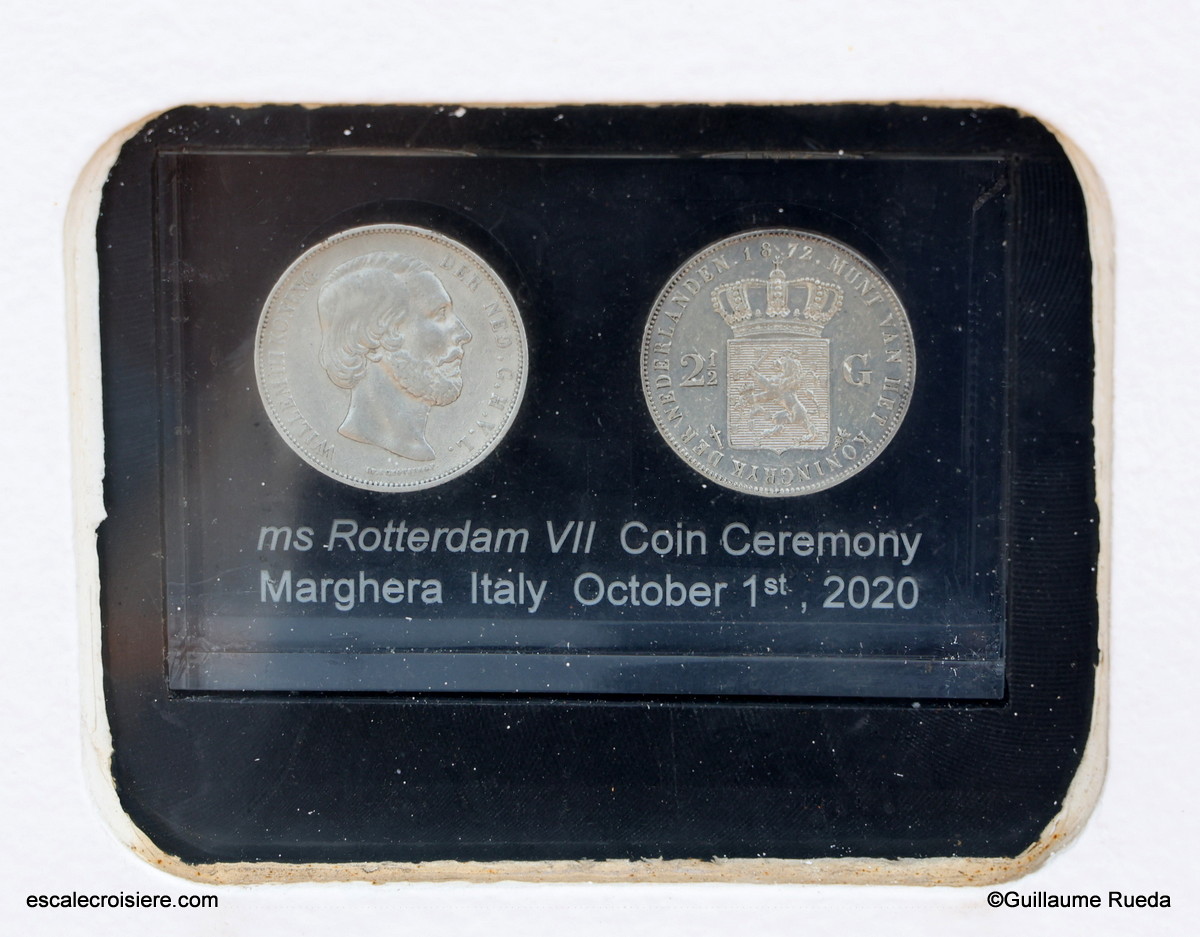 WILLEM III KONING DER NED. G.H.V.L.
MUNT VAN HET KONINGRYK DER NEDERLANDEN. 1872.
2½ G
ms Rotterdam VII Coin Ceremony
Marghera Italy October 1st , 2020
escalecroisiere.com
©Guillaume Rueda